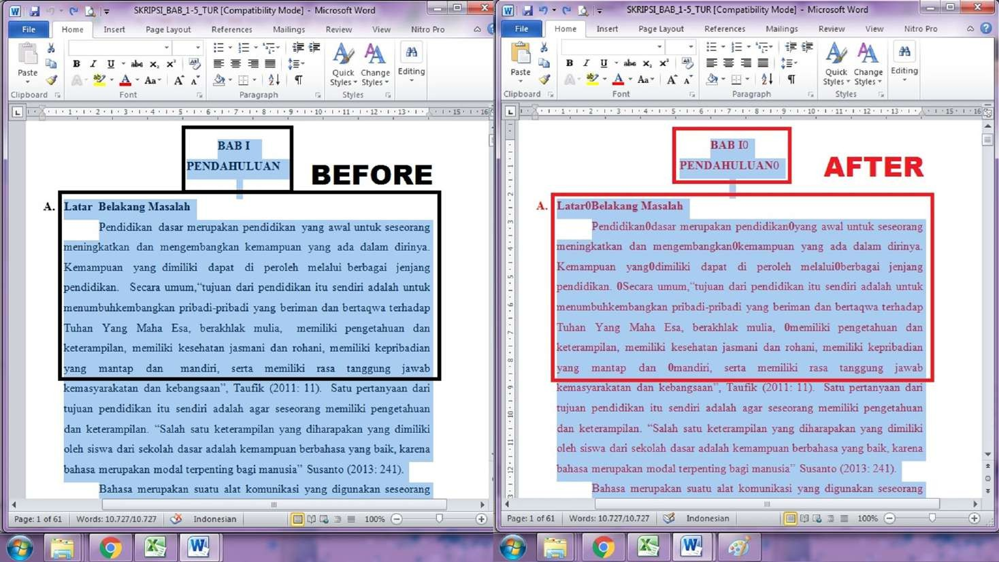 SKRIPSI_BAB_1-5_TUR [Compatibility Mode] - Microsoft Word
File Home Insert Page Layout References Mailings Review View Nitro Pro
Paste
Quick Styles
Change Styles
Editing
Clipboard Font Paragraph Styles
BAB I
PENDAHULUAN
BEFORE
A. Latar  Belakang Masalah
Pendidikan dasar merupakan pendidikan yang awal untuk seseorang
meningkatkan dan mengembangkan kemampuan yang ada dalam dirinya.
Kemampuan yang dimiliki dapat di peroleh melalui berbagai jenjang
pendidikan.  Secara umum,“tujuan dari pendidikan itu sendiri adalah untuk
menumbuhkembangkan pribadi-pribadi yang beriman dan bertaqwa terhadap
Tuhan Yang Maha Esa, berakhlak mulia,  memiliki pengetahuan dan
keterampilan, memiliki kesehatan jasmani dan rohani, memiliki kepribadian
yang mantap dan  mandiri, serta memiliki rasa tanggung jawab
kemasyarakatan dan kebangsaan”, Taufik (2011: 11).  Satu pertanyaan dari
tujuan pendidikan itu sendiri adalah agar seseorang memiliki pengetahuan
dan keterampilan. “Salah satu keterampilan yang diharapakan yang dimiliki
oleh siswa dari sekolah dasar adalah kemampuan berbahasa yang baik, karena
bahasa merupakan modal terpenting bagi manusia” Susanto (2013: 241).
Bahasa merupakan suatu alat komunikasi yang digunakan seseorang
Page: 1 of 61 Words: 10.727/10.727 Indonesian 100%
SKRIPSI_BAB_1-5_TUR [Compatibility Mode] - Microsoft Word
File Home Insert Page Layout References Mailings Review View Nitro Pro
Paste
Quick Styles
Change Styles
Editing
Clipboard Font Paragraph Styles
BAB I0
PENDAHULUAN0
AFTER
A. Latar0Belakang Masalah
Pendidikan0dasar merupakan pendidikan0yang awal untuk seseorang
meningkatkan dan mengembangkan0kemampuan yang ada dalam dirinya.
Kemampuan yang0dimiliki dapat di peroleh melalui0berbagai jenjang
pendidikan. 0Secara umum,“tujuan dari pendidikan itu sendiri adalah untuk
menumbuhkembangkan pribadi-pribadi yang beriman dan bertaqwa terhadap
Tuhan Yang Maha Esa, berakhlak mulia, 0memiliki pengetahuan dan
keterampilan, memiliki kesehatan jasmani dan rohani, memiliki kepribadian
yang mantap dan 0mandiri, serta memiliki rasa tanggung jawab
kemasyarakatan dan kebangsaan”, Taufik (2011: 11).  Satu pertanyaan dari
tujuan pendidikan itu sendiri adalah agar seseorang memiliki pengetahuan
dan keterampilan. “Salah satu keterampilan yang diharapakan yang dimiliki
oleh siswa dari sekolah dasar adalah kemampuan berbahasa yang baik, karena
bahasa merupakan modal terpenting bagi manusia” Susanto (2013: 241).
Bahasa merupakan suatu alat komunikasi yang digunakan seseorang
Page: 1 of 61 Words: 10.727/10.727 Indonesian 100%